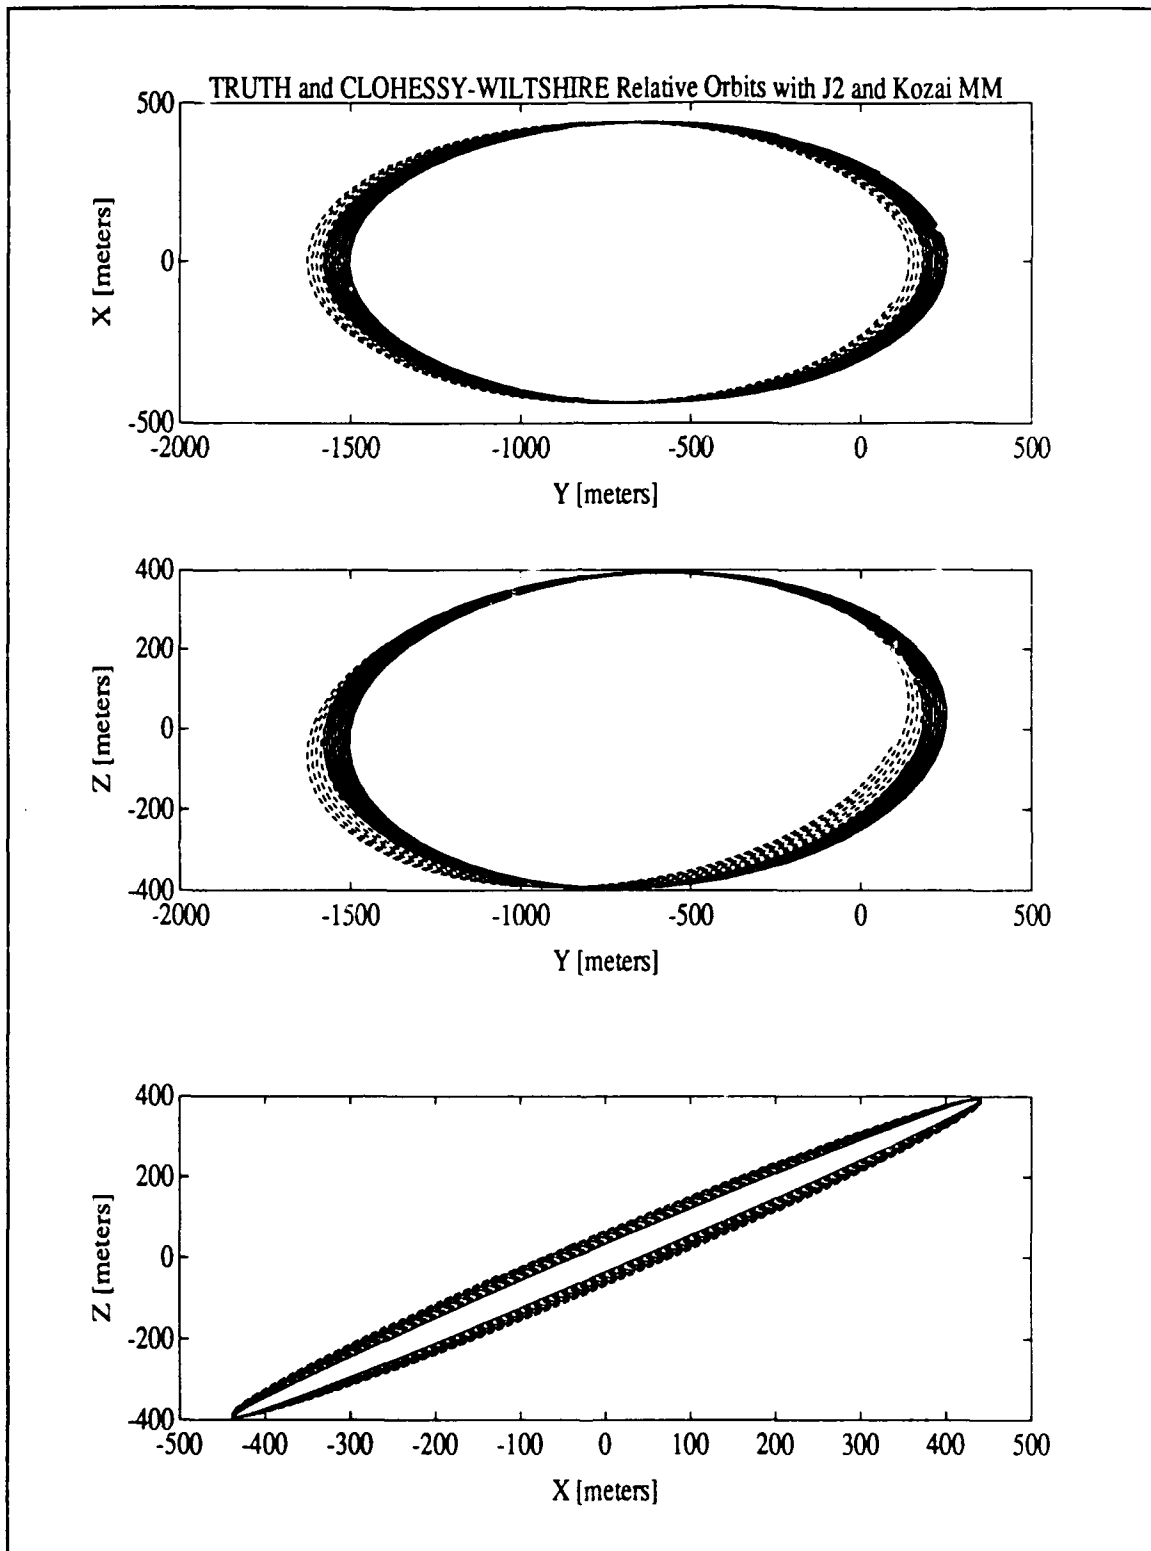 TRUTH and CLOHESSY-WILTSHIRE Relative Orbits with J2 and Kozai MM
500
0
-500
X [meters]
-2000 -1500 -1000 -500 0 500
Y [meters]
400
200
0
-200
-400
Z [meters]
-2000 -1500 -1000 -500 0 500
Y [meters]
400
200
0
-200
-400
Z [meters]
-500 -400 -300 -200 -100 0 100 200 300 400 500
X [meters]